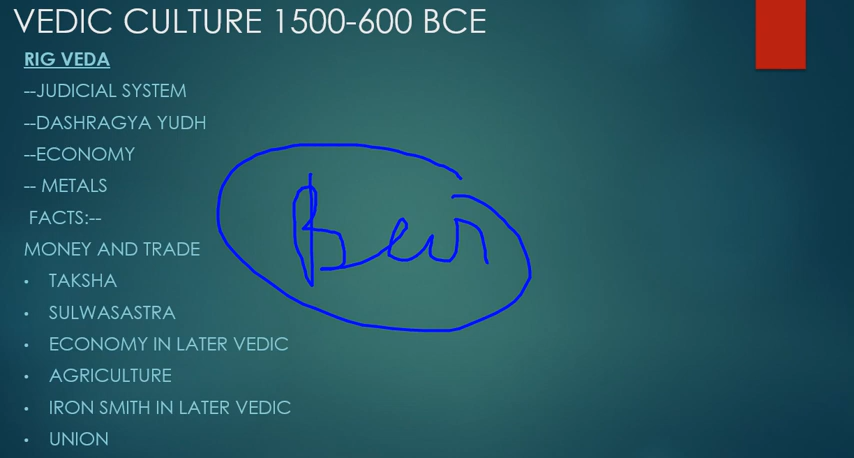 VEDIC CULTURE 1500-600 BCE
RIG VEDA
--JUDICIAL SYSTEM
--DASHRAGYA YUDH
--ECONOMY
-- METALS
FACTS:--
MONEY AND TRADE
• TAKSHA
• SULWASASTRA
• ECONOMY IN LATER VEDIC
• AGRICULTURE
• IRON SMITH IN LATER VEDIC
• UNION